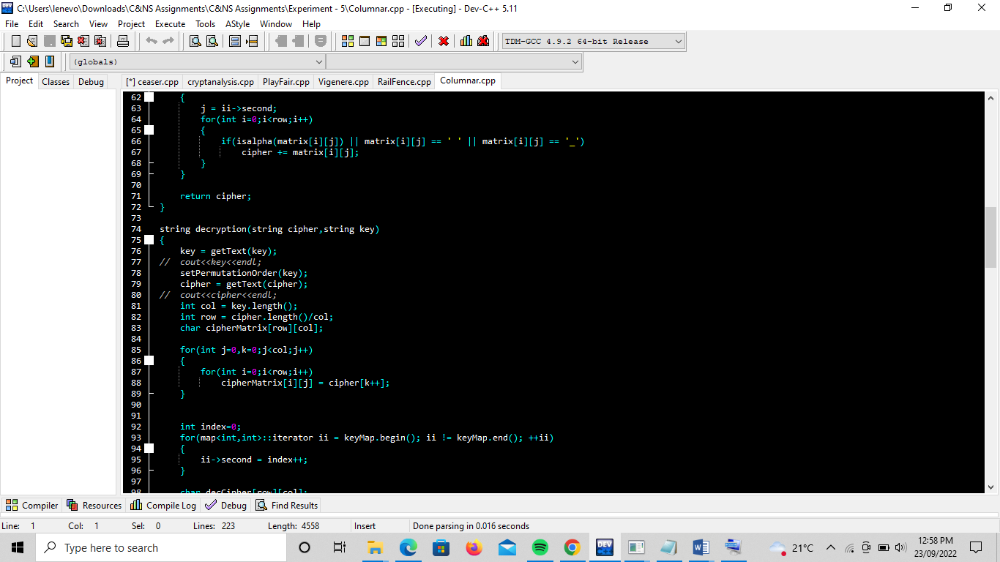 C:\Users\lenevo\Downloads\C&NS Assignments\C&NS Assignments\Experiment - 5\Columnar.cpp - [Executing] - Dev-C++ 5.11
File Edit Search View Project Execute Tools AStyle Window Help
TDM-GCC 4.9.2 64-bit Release
(globals)
Project Classes Debug [*] ceaser.cpp cryptanalysis.cpp PlayFair.cpp Vigenere.cpp RailFence.cpp Columnar.cpp
62 {
63 j = ii->second;
64 for(int i=0;i<row;i++)
65 {
66 if(isalpha(matrix[i][j]) || matrix[i][j] == ' ' || matrix[i][j] == '_')
67 cipher += matrix[i][j];
68 }
69 }
70
71 return cipher;
72 }
73
74 string decryption(string cipher,string key)
75 {
76 key = getText(key);
77 // cout<<key<<endl;
78 setPermutationOrder(key);
79 cipher = getText(cipher);
80 // cout<<cipher<<endl;
81 int col = key.length();
82 int row = cipher.length()/col;
83 char cipherMatrix[row][col];
84
85 for(int j=0,k=0;j<col;j++)
86 {
87 for(int i=0;i<row;i++)
88 cipherMatrix[i][j] = cipher[k++];
89 }
90
91
92 int index=0;
93 for(map<int,int>::iterator ii = keyMap.begin(); ii != keyMap.end(); ++ii)
94 {
95 ii->second = index++;
96 }
97
98 char decCipher[row][col];
Compiler Resources Compile Log Debug Find Results
Line: 1 Col: 1 Sel: 0 Lines: 223 Length: 4558 Insert Done parsing in 0.016 seconds
Type here to search
DEV
21°C
12:58 PM
23/09/2022